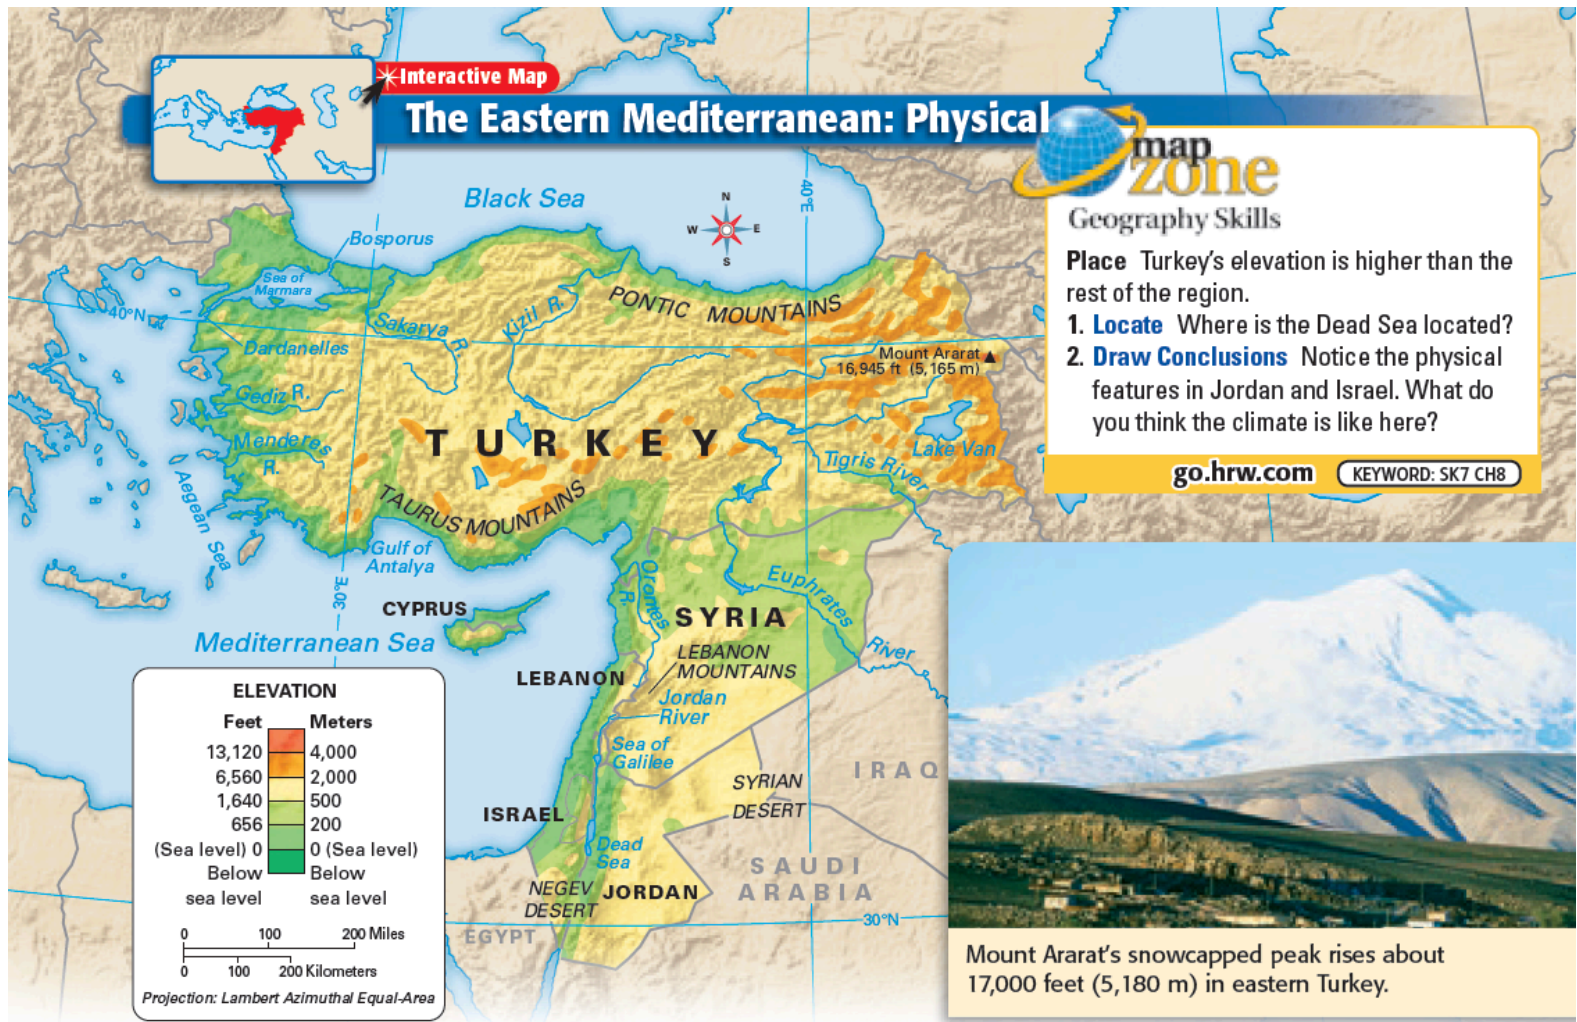 Interactive Map
The Eastern Mediterranean: Physical
map
zone
Geography Skills
Place Turkey's elevation is higher than the
rest of the region.
1. Locate Where is the Dead Sea located?
2. Draw Conclusions Notice the physical
features in Jordan and Israel. What do
you think the climate is like here?
go.hrw.com
KEYWORD: SK7 CH8
Black Sea
N
W
E
S
40°E
Bosporus
Sea of
Marmara
40°N
Dardanelles
Sakarya R.
Kizil R.
PONTIC MOUNTAINS
Mount Ararat
16,945 ft (5,165 m)
Gediz R.
Menderes
R.
TURKEY
Lake Van
Tigris River
Aegean Sea
TAURUS MOUNTAINS
Gulf of
Antalya
30°E
CYPRUS
Mediterranean Sea
Orontes
R.
SYRIA
Euphrates
River
LEBANON
LEBANON
MOUNTAINS
Jordan
River
Sea of
Galilee
SYRIAN
DESERT
IRAQ
ISRAEL
Dead
Sea
SAUDI
ARABIA
NEGEV
DESERT
JORDAN
EGYPT
30°N
ELEVATION
Feet Meters
13,120 4,000
6,560 2,000
1,640 500
656 200
(Sea level) 0 0 (Sea level)
Below Below
sea level sea level
0 100 200 Miles
0 100 200 Kilometers
Projection: Lambert Azimuthal Equal-Area
Mount Ararat's snowcapped peak rises about
17,000 feet (5,180 m) in eastern Turkey.